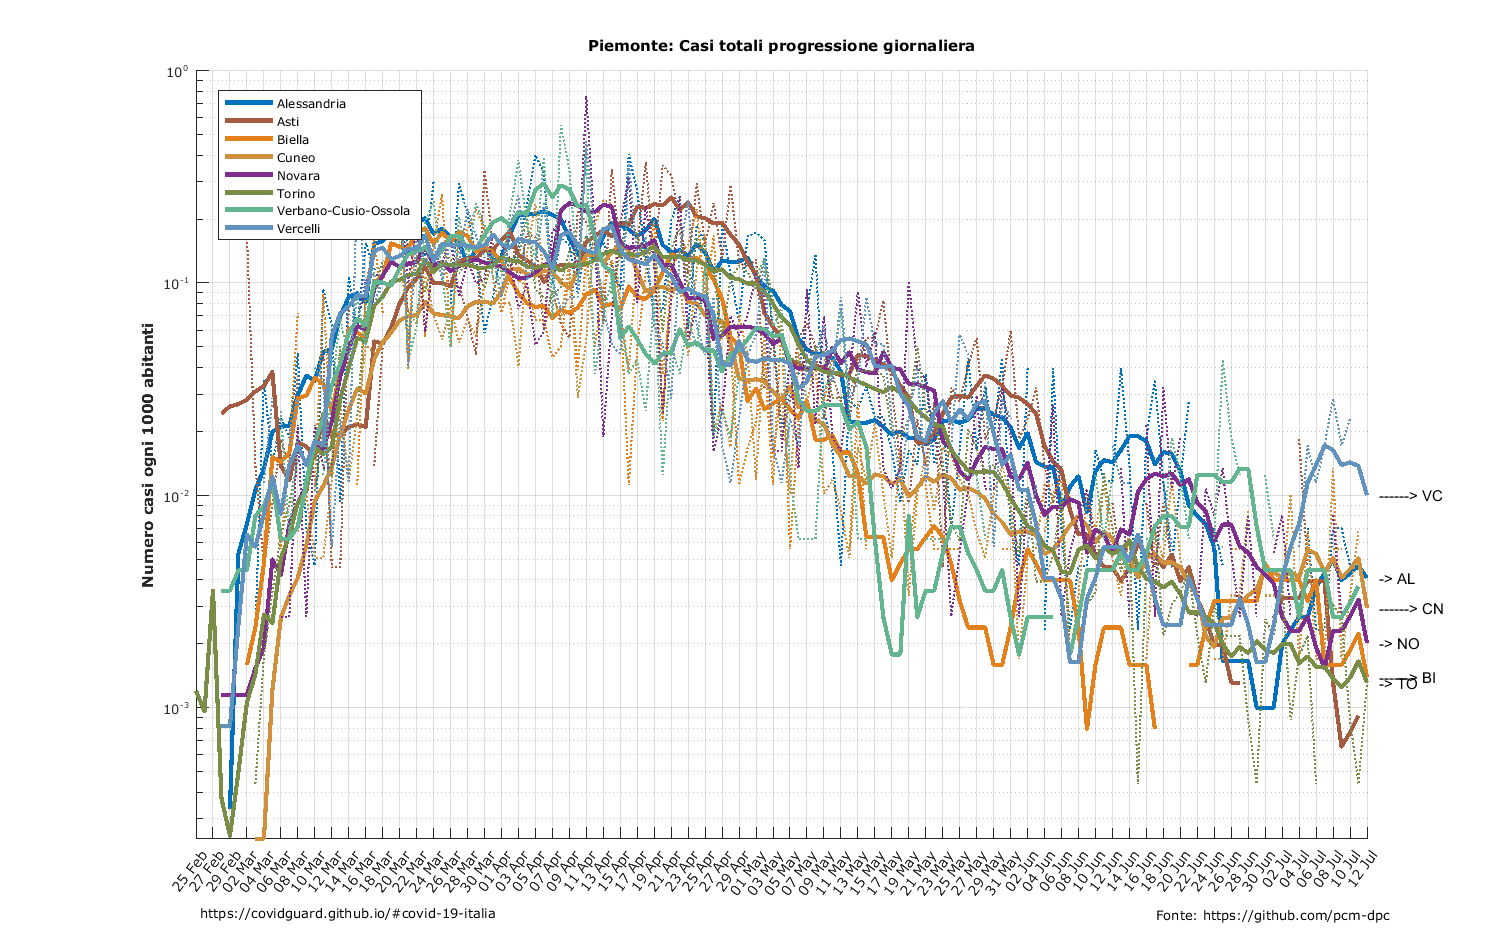 Piemonte: Casi totali progressione giornaliera
10^0
10^-1
10^-2
10^-3
Numero casi ogni 1000 abitanti
Alessandria
Asti
Biella
Cuneo
Novara
Torino
Verbano-Cusio-Ossola
Vercelli
------> VC
-> AL
------> CN
-> NO
------> BI
-> TO
25 Feb
27 Feb
29 Feb
02 Mar
04 Mar
06 Mar
08 Mar
10 Mar
12 Mar
14 Mar
16 Mar
18 Mar
20 Mar
22 Mar
24 Mar
26 Mar
28 Mar
30 Mar
01 Apr
03 Apr
05 Apr
07 Apr
09 Apr
11 Apr
13 Apr
15 Apr
17 Apr
19 Apr
21 Apr
23 Apr
25 Apr
27 Apr
29 Apr
01 May
03 May
05 May
07 May
09 May
11 May
13 May
15 May
17 May
19 May
21 May
23 May
25 May
27 May
29 May
31 May
02 Jun
04 Jun
06 Jun
08 Jun
10 Jun
12 Jun
14 Jun
16 Jun
18 Jun
20 Jun
22 Jun
24 Jun
26 Jun
28 Jun
30 Jun
02 Jul
04 Jul
06 Jul
08 Jul
10 Jul
12 Jul
https://covidguard.github.io/#covid-19-italia
Fonte: https://github.com/pcm-dpc